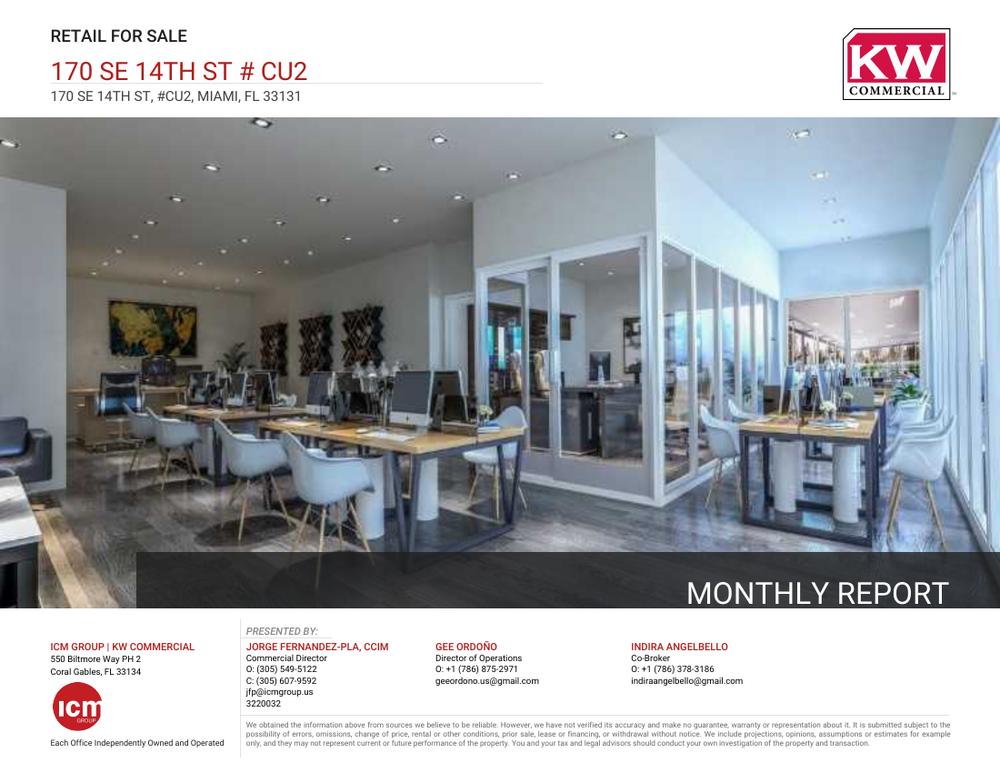 RETAIL FOR SALE
170 SE 14TH ST # CU2
170 SE 14TH ST, #CU2, MIAMI, FL 33131
KW
COMMERCIAL
MONTHLY REPORT
ICM GROUP | KW COMMERCIAL
550 Biltmore Way PH 2
Coral Gables, FL 33134
icm
GROUP
Each Office Independently Owned and Operated
PRESENTED BY:
JORGE FERNANDEZ-PLA, CCIM
Commercial Director
O: (305) 549-5122
C: (305) 607-9592
jfp@icmgroup.us
3220032
GEE ORDOÑO
Director of Operations
O: +1 (786) 875-2971
geeordono.us@gmail.com
INDIRA ANGELBELLO
Co-Broker
O: +1 (786) 378-3186
indiraangelbello@gmail.com
We obtained the information above from sources we believe to be reliable. However, we have not verified its accuracy and make no guarantee, warranty or representation about it. It is submitted subject to the
possibility of errors, omissions, change of price, rental or other conditions, prior sale, lease or financing, or withdrawal without notice. We include projections, opinions, assumptions or estimates for example
only, and they may not represent current or future performance of the property. You and your tax and legal advisors should conduct your own investigation of the property and transaction.